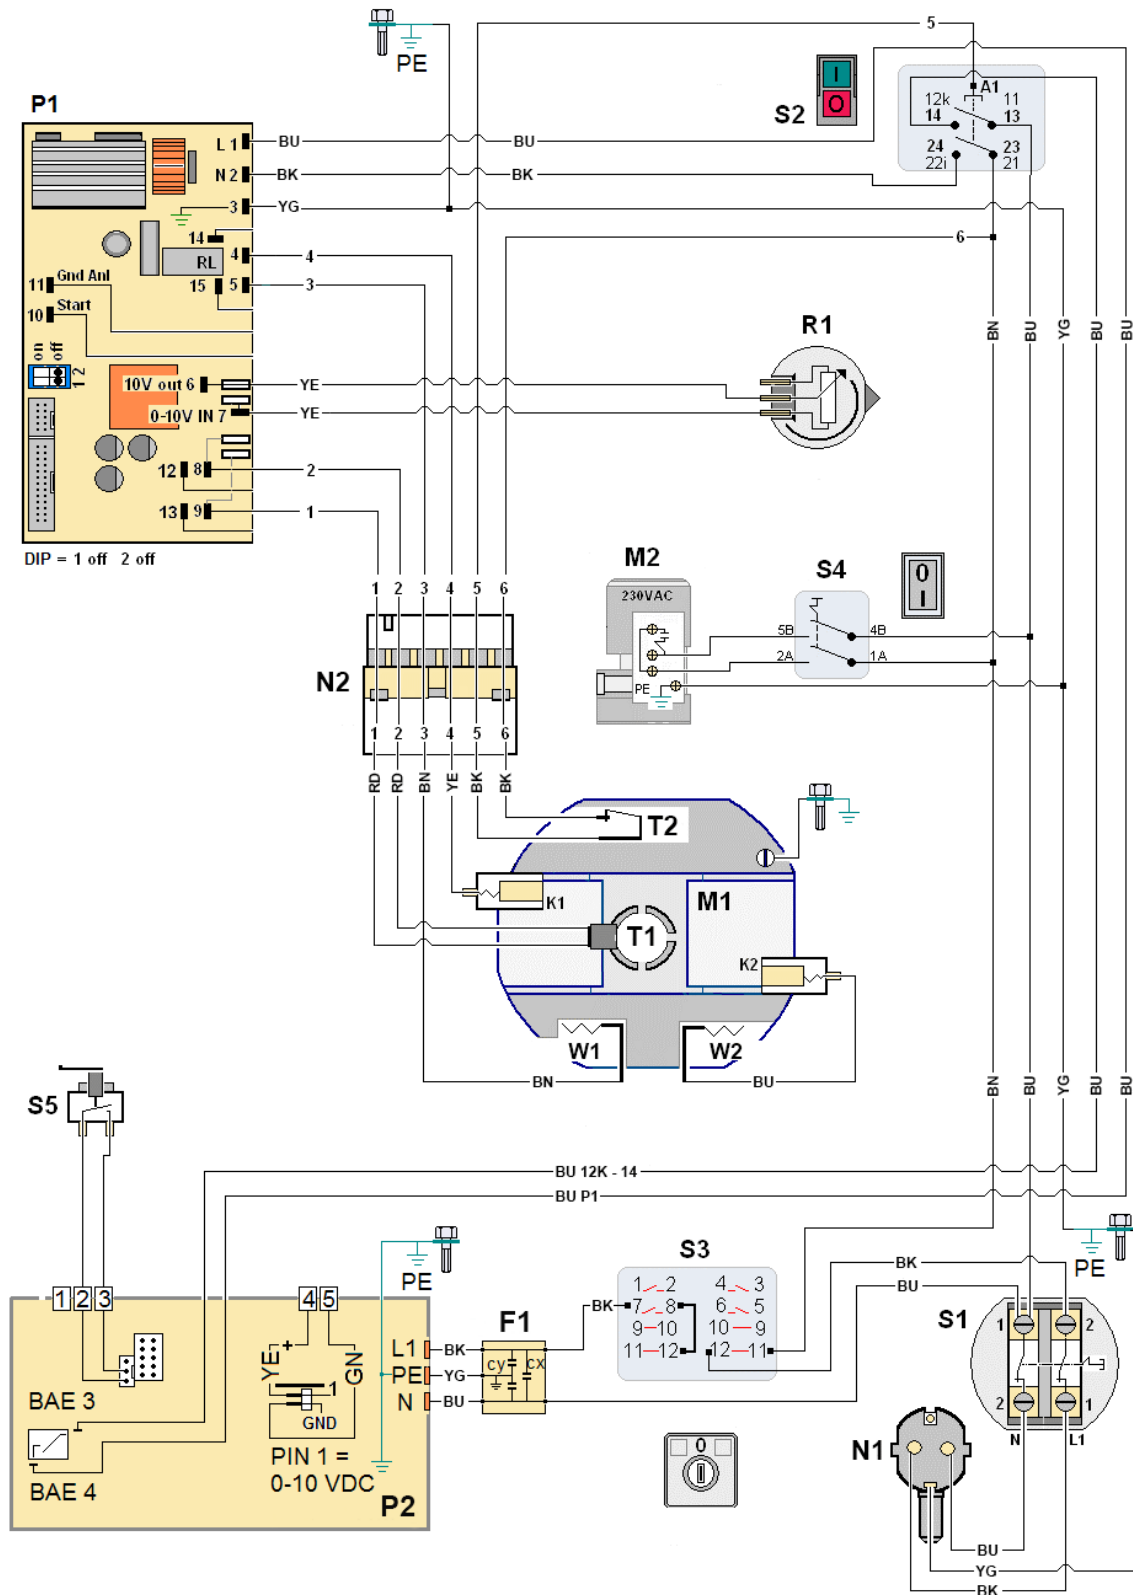 5
PE
P1
S2
A1
12k 11
14 13
24 23
22i 21
L 1
BU BU
N 2
BK BK
3 YG
14
RL
4 4
6
11 Gnd Anl
15 5 3
10 Start
on
off
1 2
R1
BN
BU
YG
BU
BU
10V out 6
YE
0-10V IN 7
YE
12 8
2
13 9
1
DIP = 1 off 2 off
M2
S4
0
I
1 2 3 4 5 6
230VAC
5B 4B
2A 1A
PE
N2
1 2 3 4 5 6
RD
RD
BN
YE
BK
BK
T2
K1
M1
T1
K2
W1 W2
BN
BU
BN
BU
YG
BU
BU
S5
BU 12K - 14
BU P1
PE
S3
BK
BU
PE
1 2 3
4 5
1 2 4 3
BK 7 8 6 5
9 10 10 9
11 12 12 11
F1
S1
1 2
L1 BK
PE YG
N BU
cy cx
YE
+
GN
1
GND
BAE 3
PIN 1 =
0-10 VDC
BAE 4
P2
0
2 1
N L1
N1
BU
YG
BK